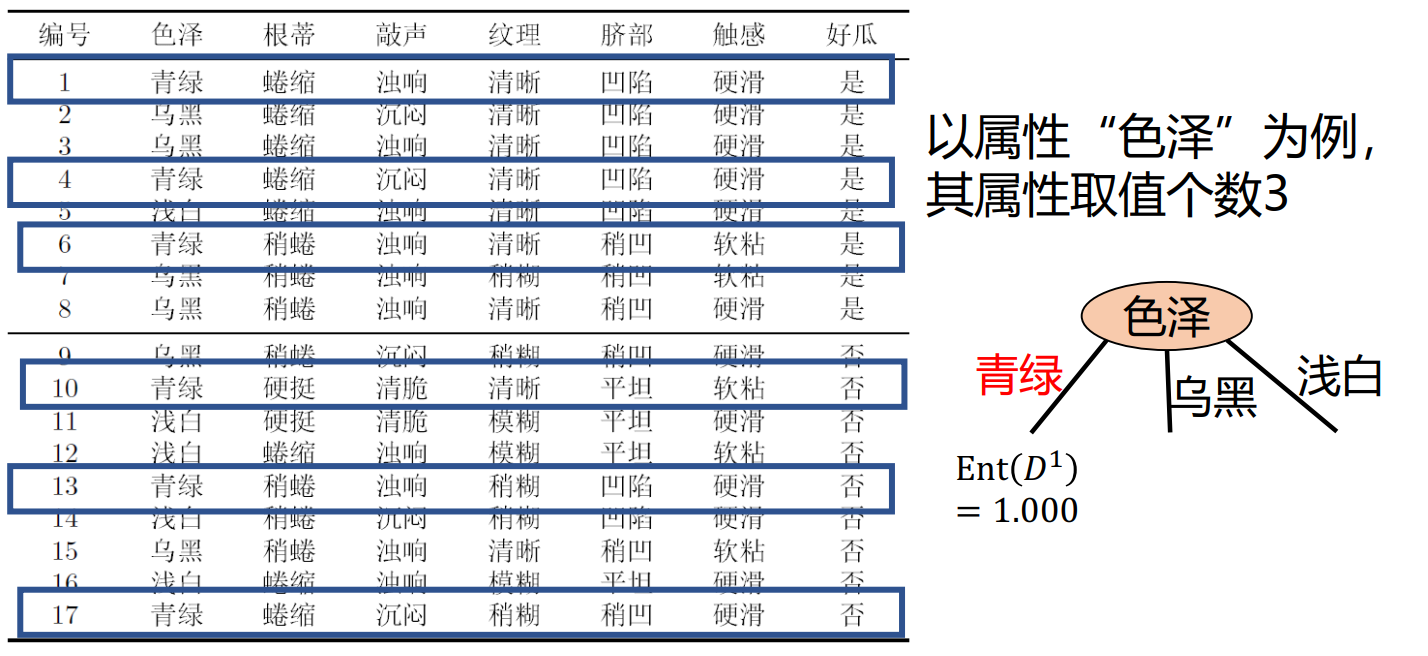 编号 色泽 根蒂 敲声 纹理 脐部 触感 好瓜
1 青绿 蜷缩 浊响 清晰 凹陷 硬滑 是
2 乌黑 蜷缩 沉闷 清晰 凹陷 硬滑 是
3 乌黑 蜷缩 浊响 清晰 凹陷 硬滑 是
4 青绿 蜷缩 沉闷 清晰 凹陷 硬滑 是
5 浅白 蜷缩 浊响 清晰 凹陷 硬滑 是
6 青绿 稍蜷 浊响 清晰 稍凹 软粘 是
7 乌黑 稍蜷 浊响 稍糊 稍凹 软粘 是
8 乌黑 稍蜷 浊响 清晰 稍凹 硬滑 是
9 乌黑 稍蜷 沉闷 稍糊 稍凹 硬滑 否
10 青绿 硬挺 清脆 清晰 平坦 软粘 否
11 浅白 硬挺 清脆 模糊 平坦 硬滑 否
12 浅白 蜷缩 浊响 模糊 平坦 软粘 否
13 青绿 稍蜷 浊响 稍糊 凹陷 硬滑 否
14 浅白 稍蜷 沉闷 稍糊 凹陷 硬滑 否
15 乌黑 稍蜷 浊响 清晰 稍凹 软粘 否
16 浅白 蜷缩 浊响 模糊 平坦 硬滑 否
17 青绿 蜷缩 沉闷 稍糊 稍凹 硬滑 否
以属性“色泽”为例，
其属性取值个数3
色泽
青绿 乌黑 浅白
Ent(D¹)
= 1.000